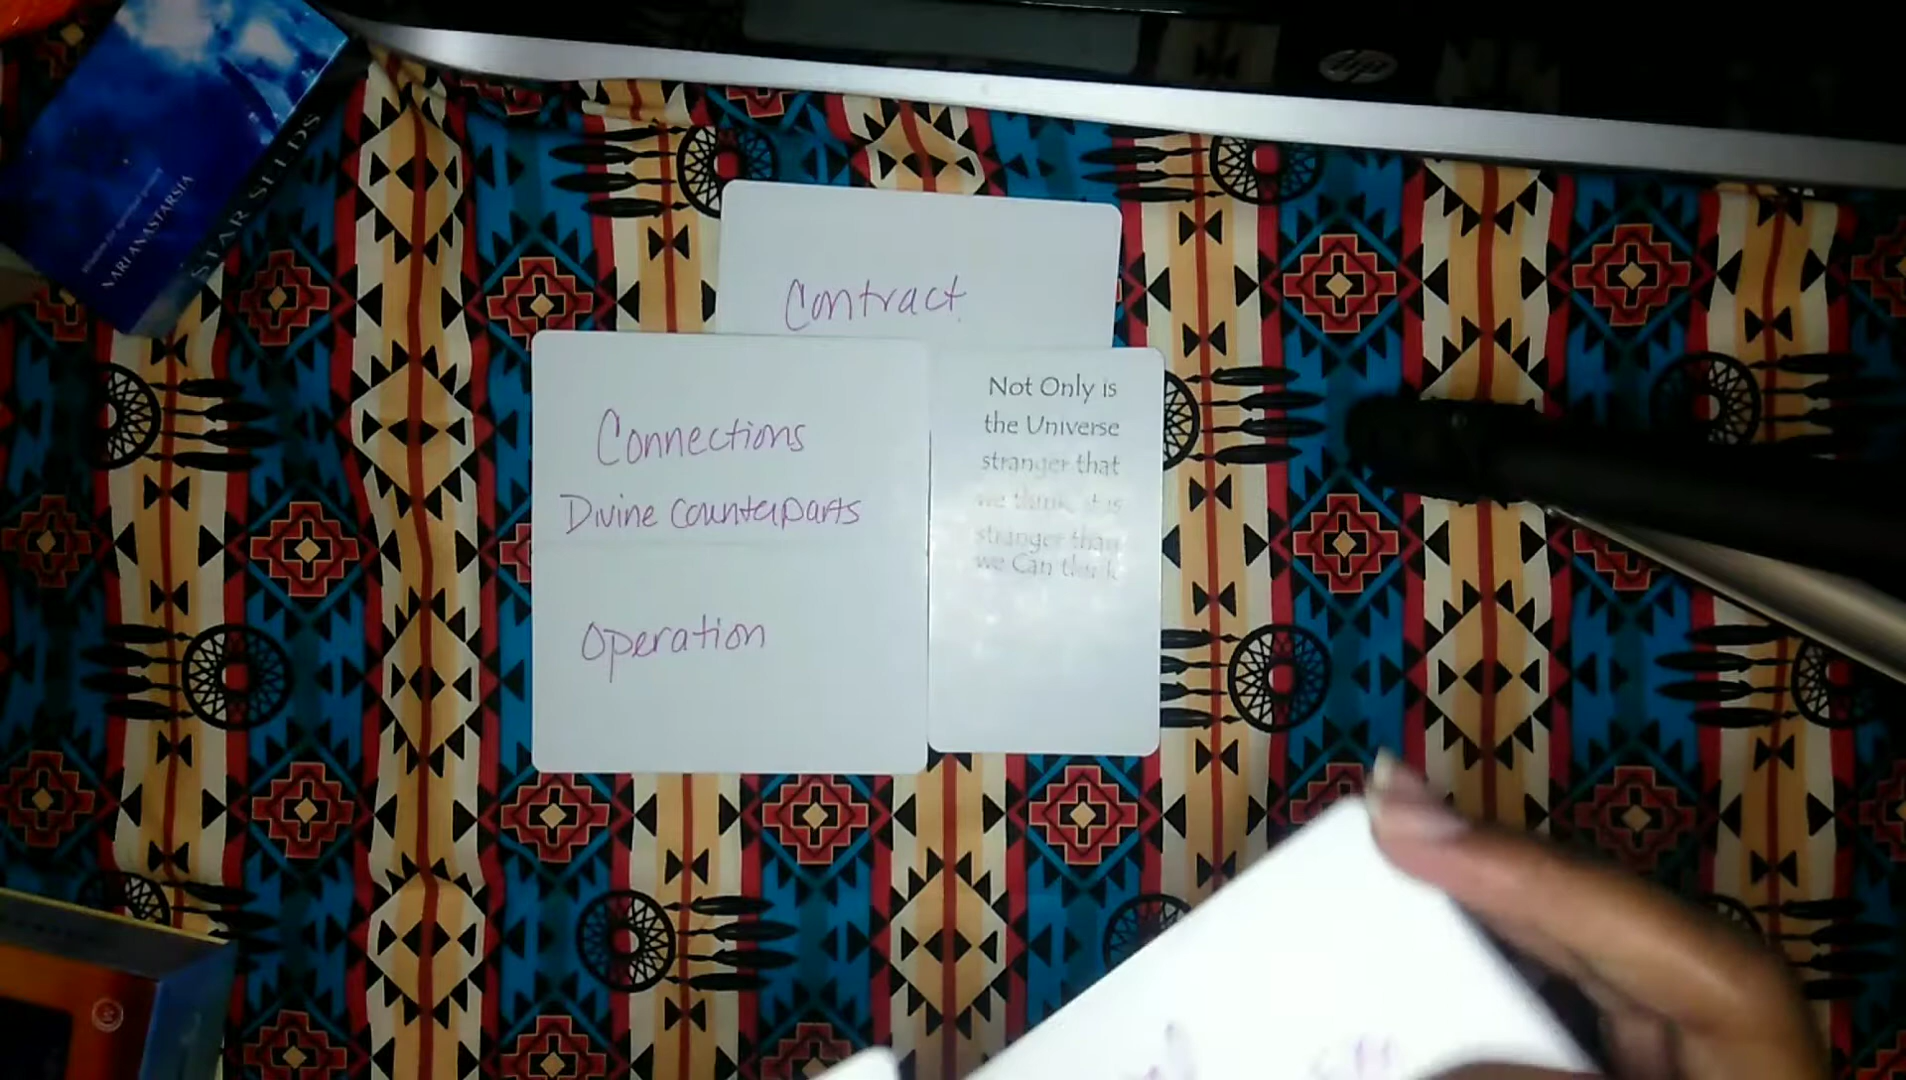 hp
MARIANASTARSIA
STAR SEEDS
Contract
Connections
Divine Counterparts
Operation
Not Only is
the Universe
stranger that
we think it is
stranger than
we Can think